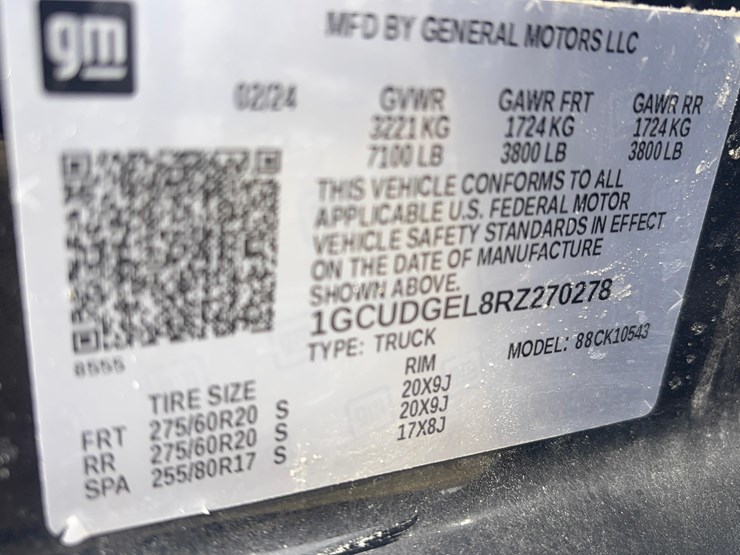 gm
MFD BY GENERAL MOTORS LLC
02/24
GVWR GAWR FRT GAWR RR
3221 KG 1724 KG 1724 KG
7100 LB 3800 LB 3800 LB
THIS VEHICLE CONFORMS TO ALL
APPLICABLE U.S. FEDERAL MOTOR
VEHICLE SAFETY STANDARDS IN EFFECT
ON THE DATE OF MANUFACTURE
SHOWN ABOVE.
1GCUDGEL8RZ270278
TYPE: TRUCK MODEL: 88CK10543
8555
TIRE SIZE RIM
FRT 275/60R20 S 20X9J
RR 275/60R20 S 20X9J
SPA 255/80R17 S 17X8J